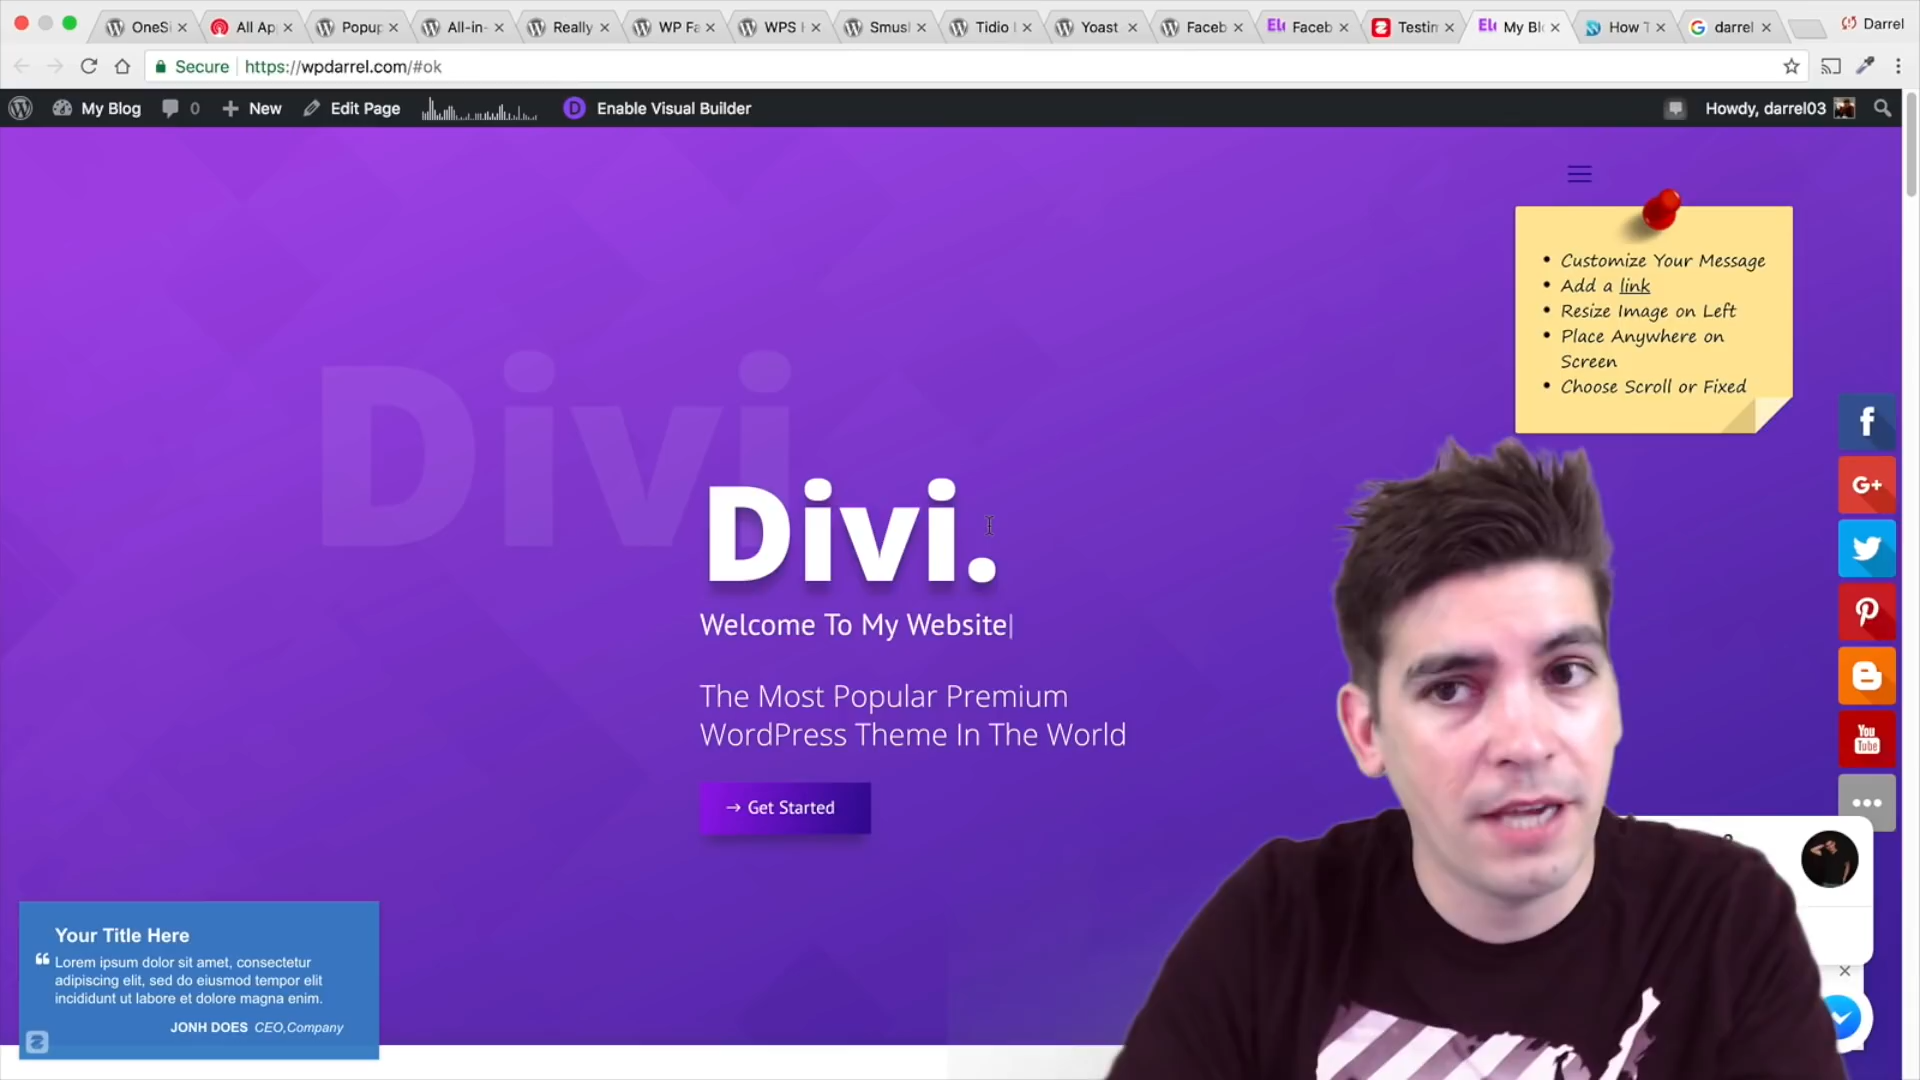 OneSi
All Ap
Popup
All-in-
Really
WP Fa
WPS
Smush
Tidio
Yoast
Faceb
Faceb
Testim
My Bl
How T
darrel
Darrel
Secure
https://wpdarrel.com/#ok
My Blog
0
New
Edit Page
D
Enable Visual Builder
Howdy, darrel03
Customize Your Message
Add a link
Resize Image on Left
Place Anywhere on
Screen
Choose Scroll or Fixed
Divi.
Divi.
Welcome To My Website
The Most Popular Premium
WordPress Theme In The World
→ Get Started
f
G+
You
Tube
Your Title Here
Lorem ipsum dolor sit amet, consectetur
adipiscing elit, sed do eiusmod tempor elit
incididunt ut labore et dolore magna enim.
JONH DOES CEO,Company